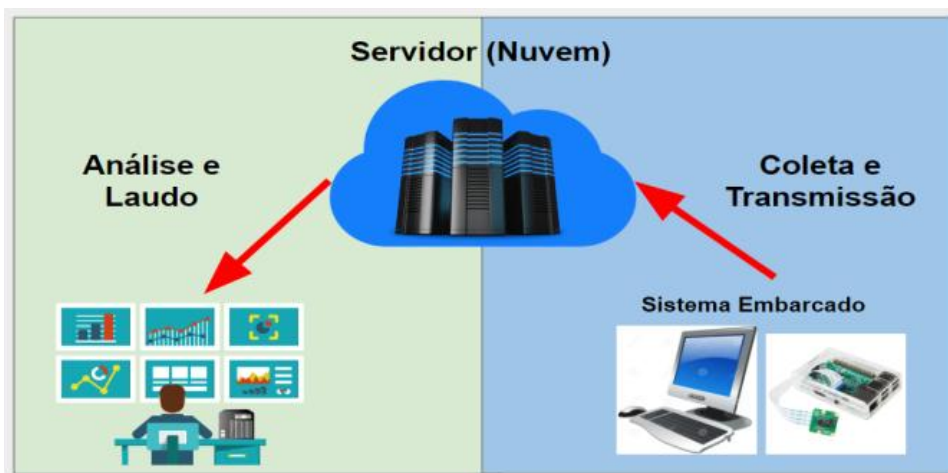 Servidor (Nuvem)
Análise e
Laudo
Coleta e
Transmissão
Sistema Embarcado